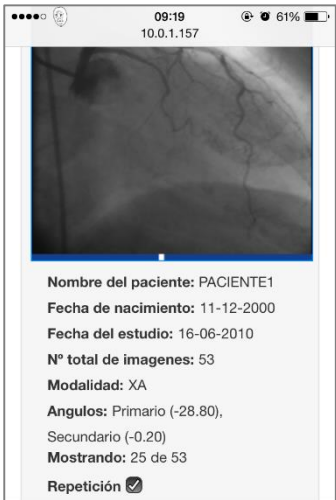 09:19
61%
10.0.1.157
Nombre del paciente: PACIENTE1
Fecha de nacimiento: 11-12-2000
Fecha del estudio: 16-06-2010
Nº total de imagenes: 53
Modalidad: XA
Angulos: Primario (-28.80),
Secundario (-0.20)
Mostrando: 25 de 53
Repetición